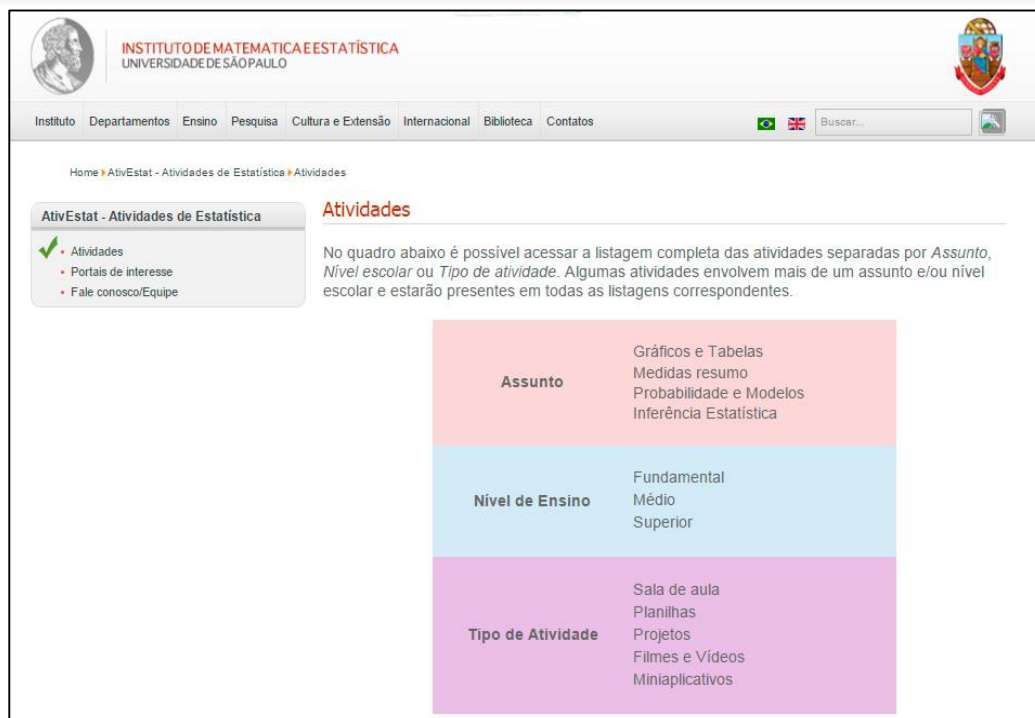 INSTITUTO DE MATEMATICA E ESTATÍSTICA
UNIVERSIDADE DE SÃO PAULO
Instituto Departamentos Ensino Pesquisa Cultura e Extensão Internacional Biblioteca Contatos Buscar...
Home AtivEstat - Atividades de Estatística Atividades
AtivEstat - Atividades de Estatística
Atividades
Portais de interesse
Fale conosco/Equipe
Atividades
No quadro abaixo é possível acessar a listagem completa das atividades separadas por Assunto,
Nível escolar ou Tipo de atividade. Algumas atividades envolvem mais de um assunto e/ou nível
escolar e estarão presentes em todas as listagens correspondentes.
Assunto
Gráficos e Tabelas
Medidas resumo
Probabilidade e Modelos
Inferência Estatística
Nível de Ensino
Fundamental
Médio
Superior
Tipo de Atividade
Sala de aula
Planilhas
Projetos
Filmes e Vídeos
Miniaplicativos